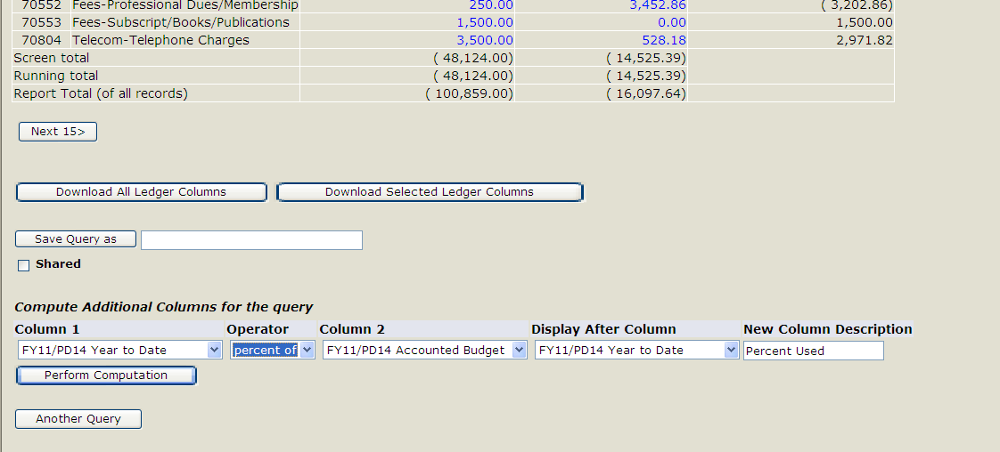 70552 Fees-Professional Dues/Membership 250.00 3,452.86 ( 3,202.86)
70553 Fees-Subscript/Books/Publications 1,500.00 0.00 1,500.00
70804 Telecom-Telephone Charges 3,500.00 528.18 2,971.82
Screen total ( 48,124.00) ( 14,525.39)
Running total ( 48,124.00) ( 14,525.39)
Report Total (of all records) ( 100,859.00) ( 16,097.64)
Next 15>
Download All Ledger Columns Download Selected Ledger Columns
Save Query as
Shared
Compute Additional Columns for the query
Column 1 Operator Column 2 Display After Column New Column Description
FY11/PD14 Year to Date percent of FY11/PD14 Accounted Budget FY11/PD14 Year to Date Percent Used
Perform Computation
Another Query